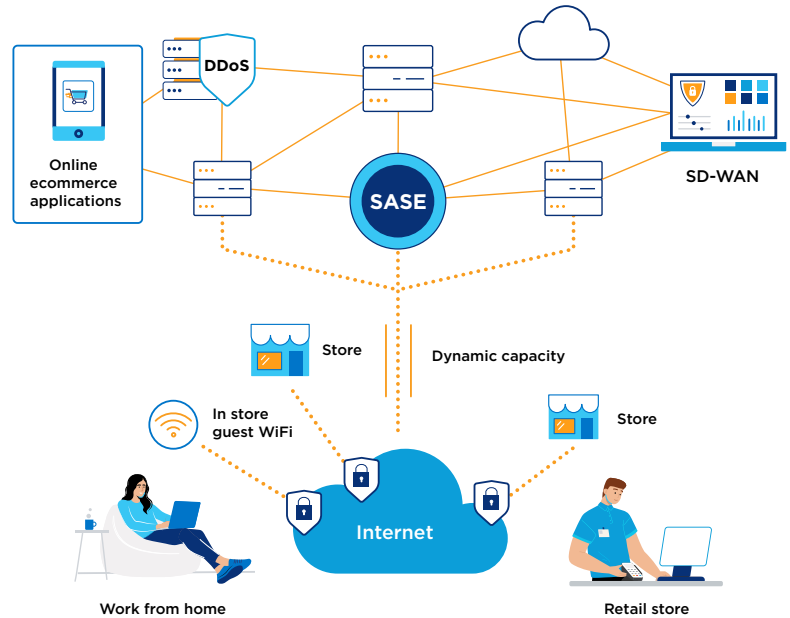 DDoS
Online
ecommerce
applications
SASE
SD-WAN
Store
Dynamic capacity
In store
guest WiFi
Store
Internet
Work from home
Retail store